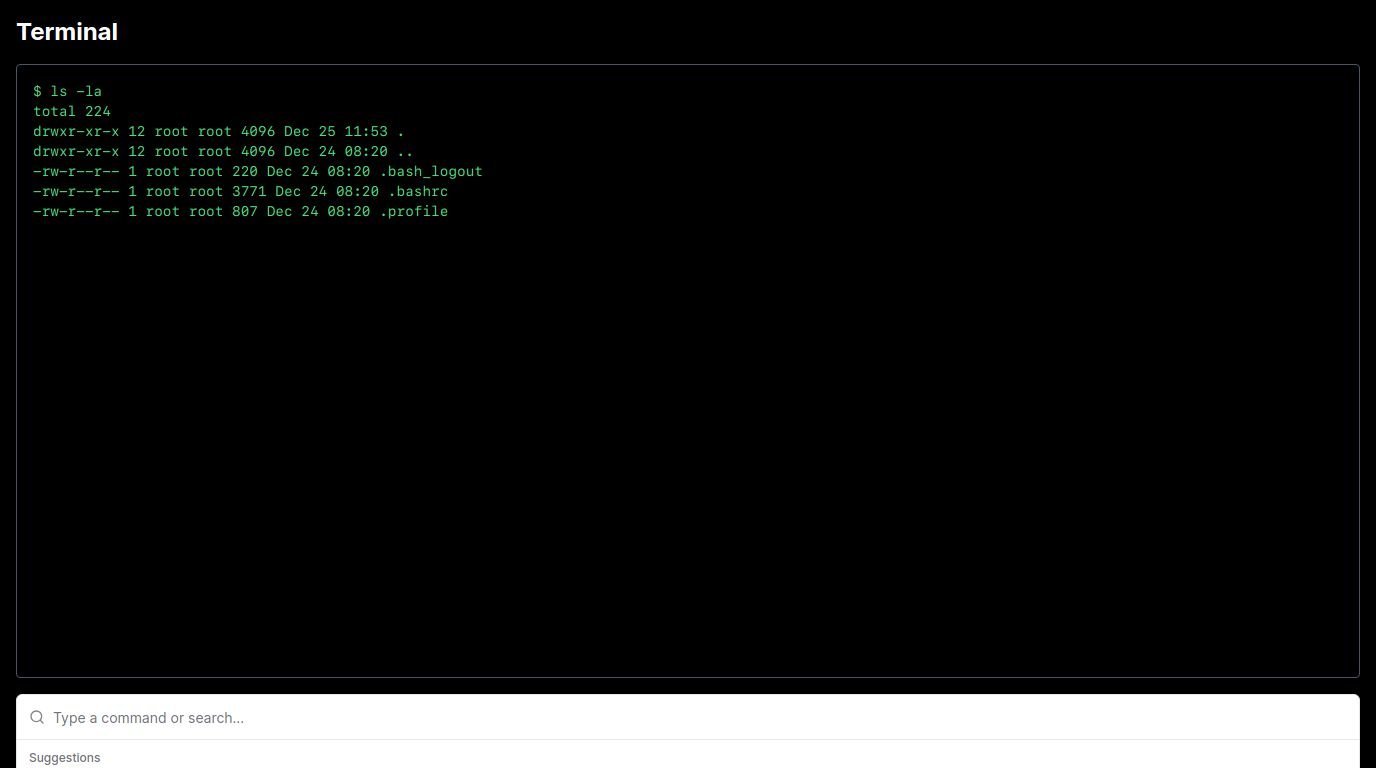 Terminal
$ ls -la
total 224
drwxr-xr-x 12 root root 4096 Dec 25 11:53 .
drwxr-xr-x 12 root root 4096 Dec 24 08:20 ..
-rw-r--r-- 1 root root 220 Dec 24 08:20 .bash_logout
-rw-r--r-- 1 root root 3771 Dec 24 08:20 .bashrc
-rw-r--r-- 1 root root 807 Dec 24 08:20 .profile
Type a command or search...
Suggestions